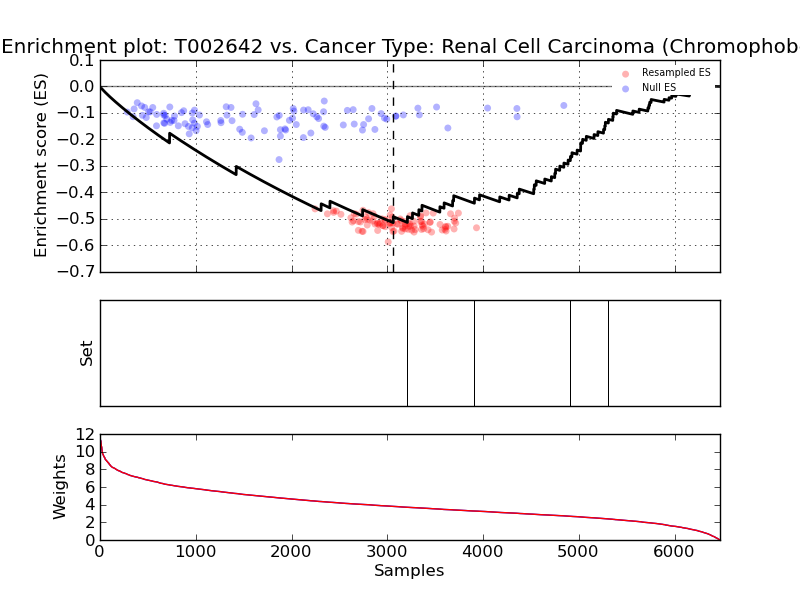 Enrichment plot: T002642 vs. Cancer Type: Renal Cell Carcinoma (Chromophob
Enrichment score (ES)
0.1
0.0
−0.1
−0.2
−0.3
−0.4
−0.5
−0.6
−0.7
Resampled ES
Null ES
Set
Weights
12
10
8
6
4
2
0
0 1000 2000 3000 4000 5000 6000
Samples